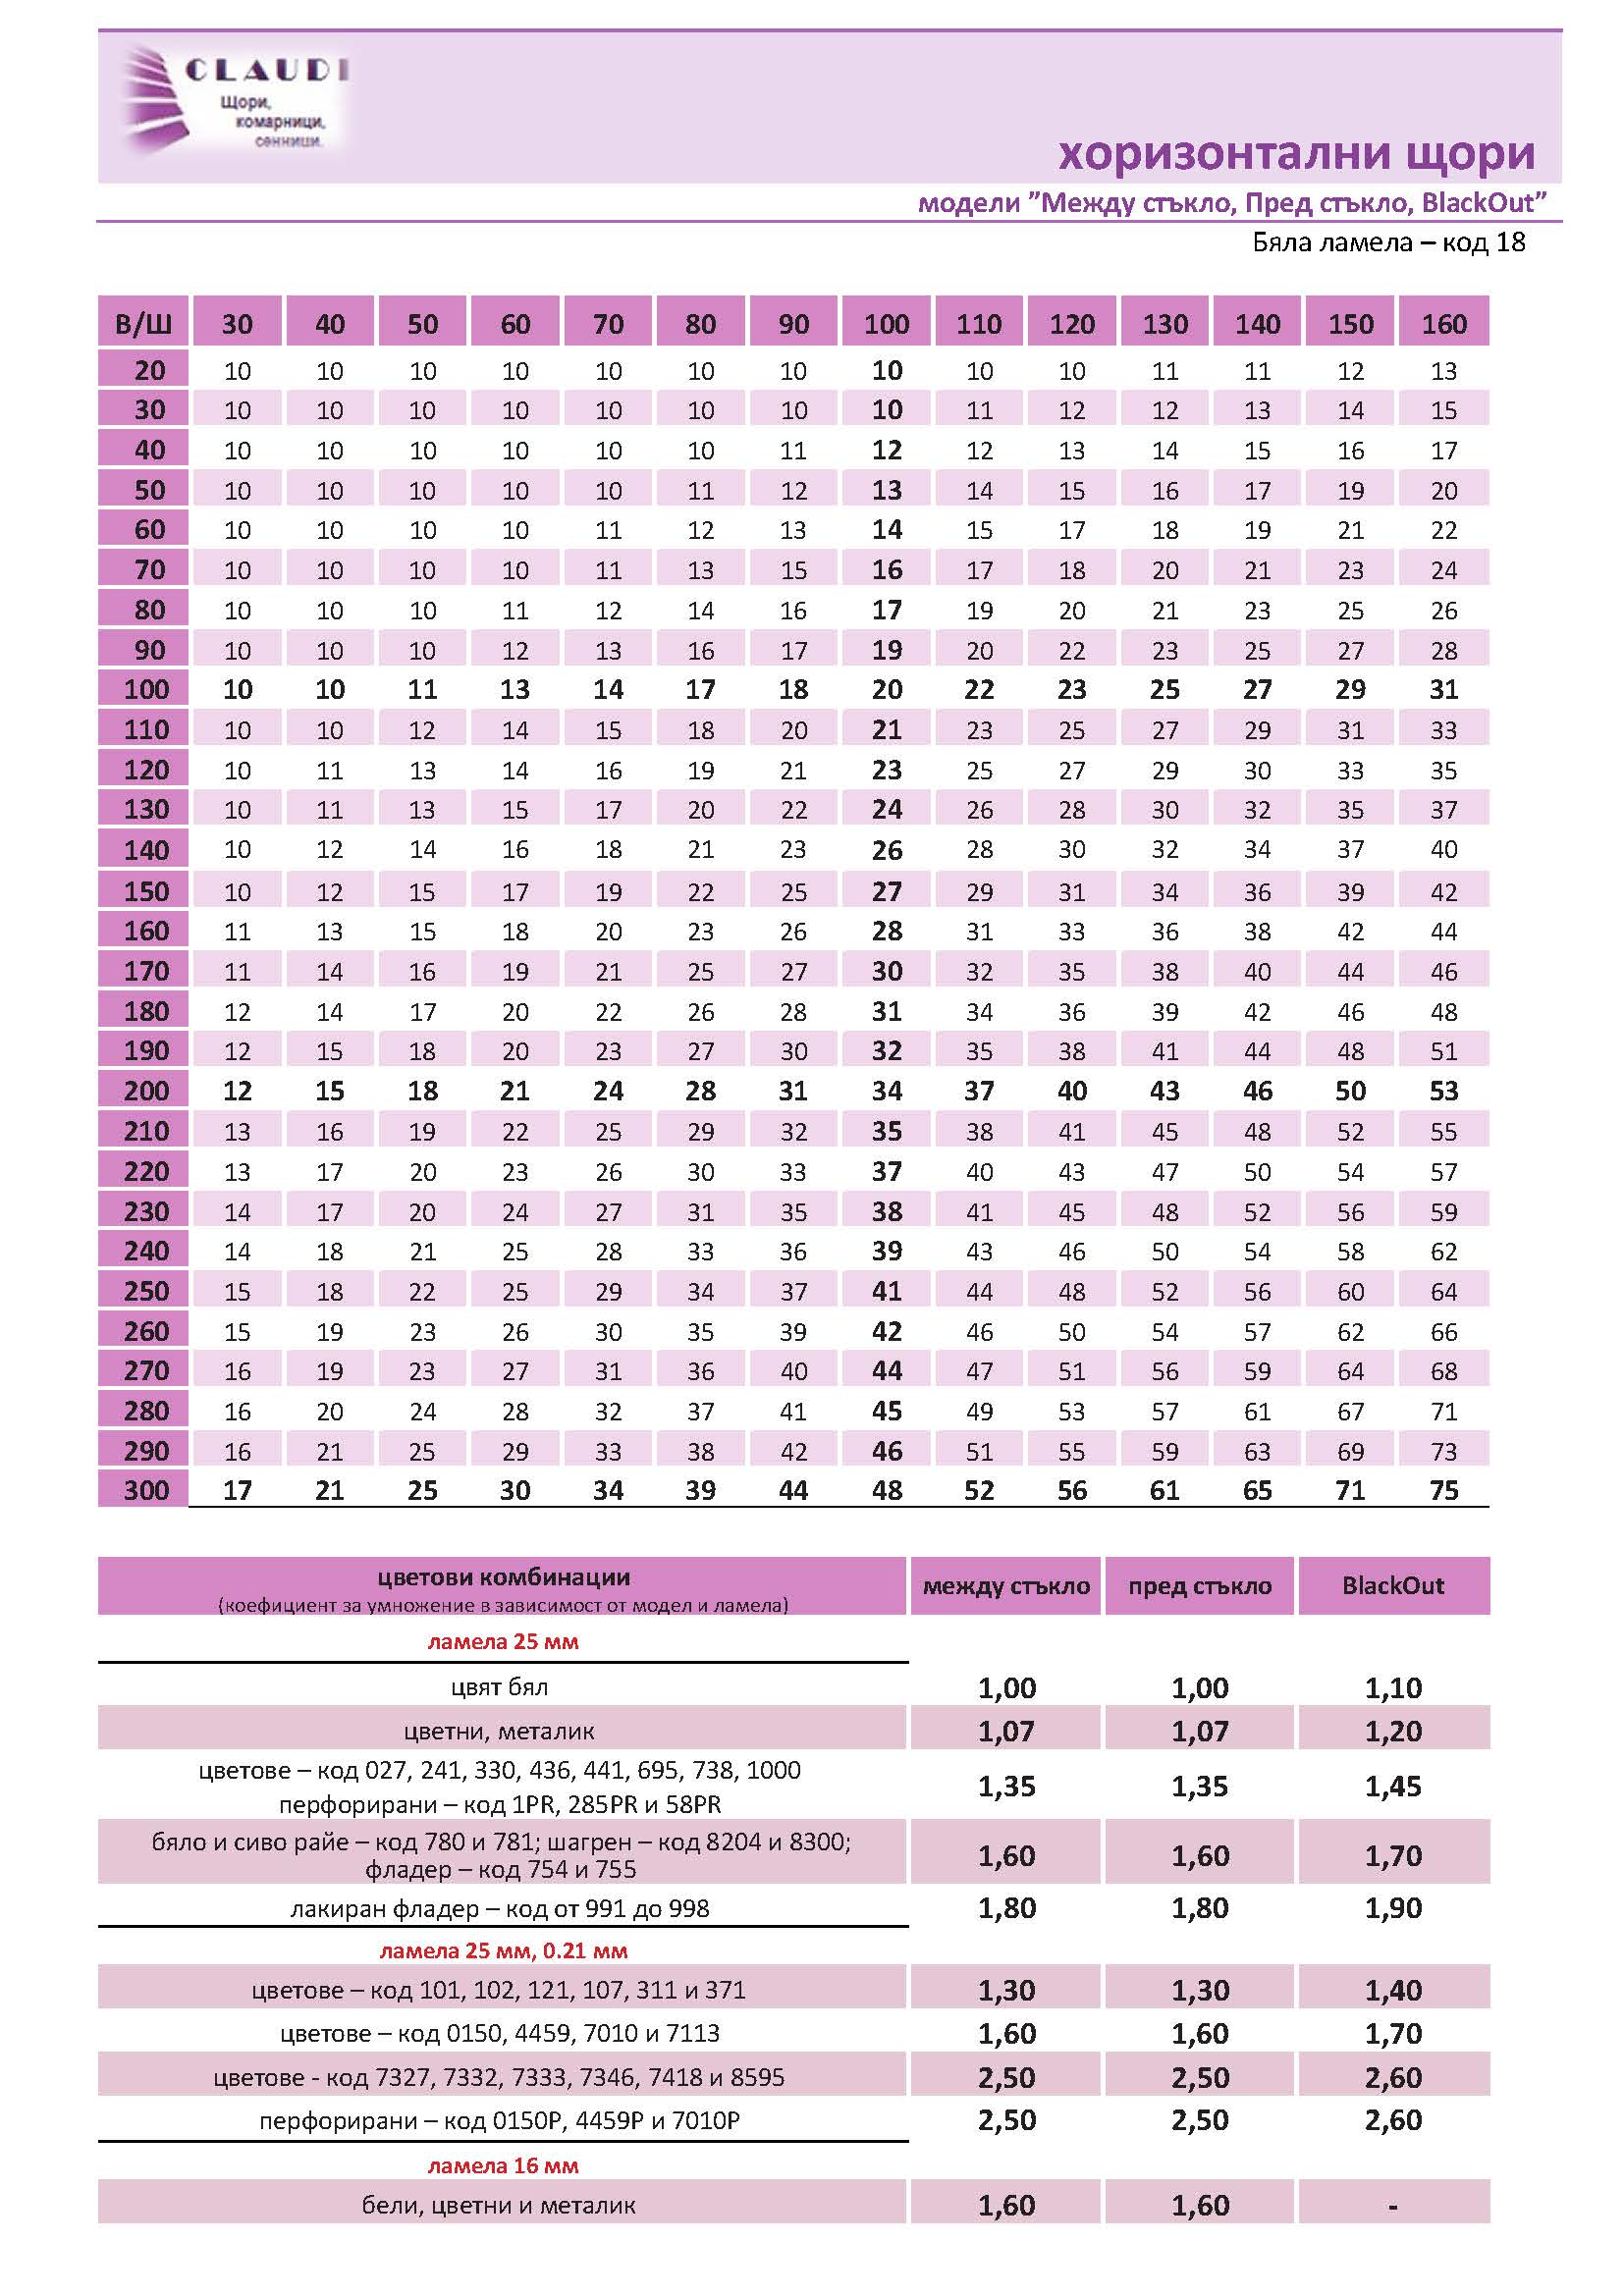 CLAUDI
Щори,
комарници,
сенници.
хоризонтални щори
модели ”Между стъкло, Пред стъкло, BlackOut”
Бяла ламела – код 18
В/Ш 30 40 50 60 70 80 90 100 110 120 130 140 150 160
20 10 10 10 10 10 10 10 10 10 10 11 11 12 13
30 10 10 10 10 10 10 10 10 11 12 12 13 14 15
40 10 10 10 10 10 10 11 12 12 13 14 15 16 17
50 10 10 10 10 10 11 12 13 14 15 16 17 19 20
60 10 10 10 10 11 12 13 14 15 17 18 19 21 22
70 10 10 10 10 11 13 15 16 17 18 20 21 23 24
80 10 10 10 11 12 14 16 17 19 20 21 23 25 26
90 10 10 10 12 13 16 17 19 20 22 23 25 27 28
100 10 10 11 13 14 17 18 20 22 23 25 27 29 31
110 10 10 12 14 15 18 20 21 23 25 27 29 31 33
120 10 11 13 14 16 19 21 23 25 27 29 30 33 35
130 10 11 13 15 17 20 22 24 26 28 30 32 35 37
140 10 12 14 16 18 21 23 26 28 30 32 34 37 40
150 10 12 15 17 19 22 25 27 29 31 34 36 39 42
160 11 13 15 18 20 23 26 28 31 33 36 38 42 44
170 11 14 16 19 21 25 27 30 32 35 38 40 44 46
180 12 14 17 20 22 26 28 31 34 36 39 42 46 48
190 12 15 18 20 23 27 30 32 35 38 41 44 48 51
200 12 15 18 21 24 28 31 34 37 40 43 46 50 53
210 13 16 19 22 25 29 32 35 38 41 45 48 52 55
220 13 17 20 23 26 30 33 37 40 43 47 50 54 57
230 14 17 20 24 27 31 35 38 41 45 48 52 56 59
240 14 18 21 25 28 33 36 39 43 46 50 54 58 62
250 15 18 22 25 29 34 37 41 44 48 52 56 60 64
260 15 19 23 26 30 35 39 42 46 50 54 57 62 66
270 16 19 23 27 31 36 40 44 47 51 56 59 64 68
280 16 20 24 28 32 37 41 45 49 53 57 61 67 71
290 16 21 25 29 33 38 42 46 51 55 59 63 69 73
300 17 21 25 30 34 39 44 48 52 56 61 65 71 75
цветови комбинации между стъкло пред стъкло BlackOut
(коефициент за умножение в зависимост от модел и ламела)
ламела 25 мм
цвят бял 1,00 1,00 1,10
цветни, металик 1,07 1,07 1,20
цветове – код 027, 241, 330, 436, 441, 695, 738, 1000
перфорирани – код 1PR, 285PR и 58PR 1,35 1,35 1,45
бяло и сиво райе – код 780 и 781; шагрен – код 8204 и 8300;
фладер – код 754 и 755 1,60 1,60 1,70
лакиран фладер – код от 991 до 998 1,80 1,80 1,90
ламела 25 мм, 0.21 мм
цветове – код 101, 102, 121, 107, 311 и 371 1,30 1,30 1,40
цветове – код 0150, 4459, 7010 и 7113 1,60 1,60 1,70
цветове - код 7327, 7332, 7333, 7346, 7418 и 8595 2,50 2,50 2,60
перфорирани – код 0150P, 4459P и 7010P 2,50 2,50 2,60
ламела 16 мм
бели, цветни и металик 1,60 1,60 -